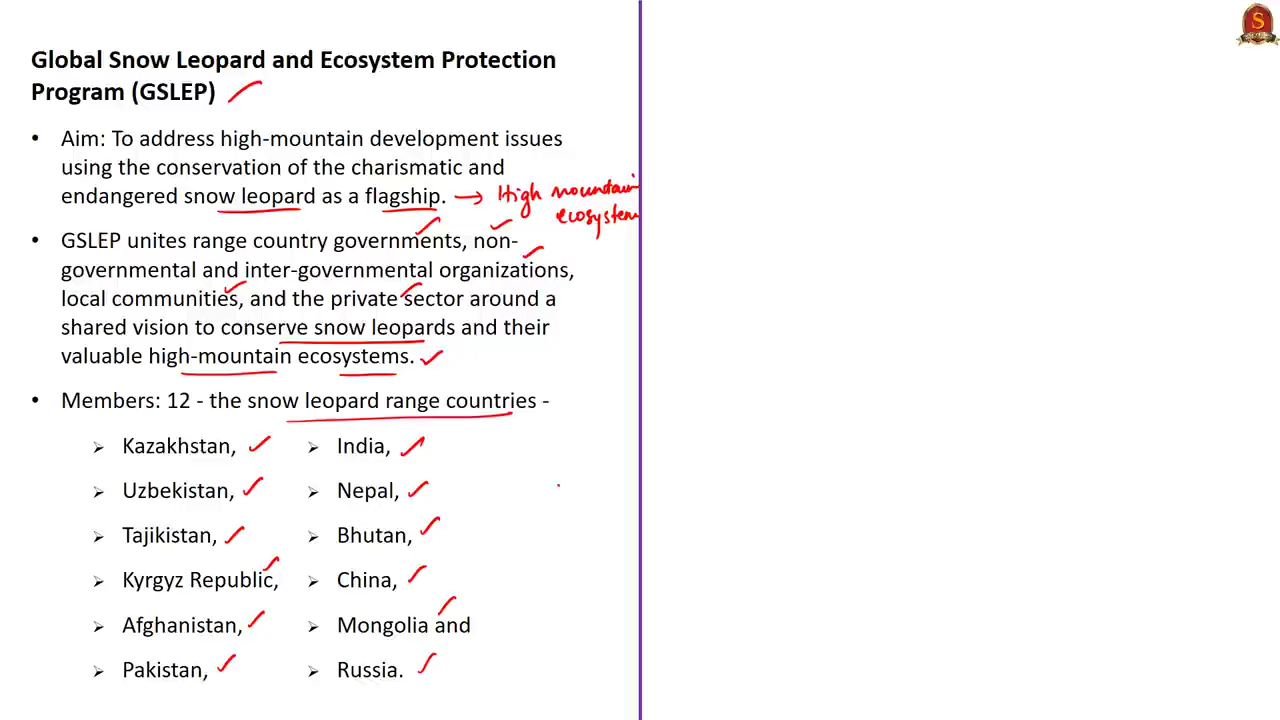 Global Snow Leopard and Ecosystem Protection
Program (GSLEP)
• Aim: To address high-mountain development issues
using the conservation of the charismatic and
endangered snow leopard as a flagship. → High mountain
ecosystem
• GSLEP unites range country governments, non-
governmental and inter-governmental organizations,
local communities, and the private sector around a
shared vision to conserve snow leopards and their
valuable high-mountain ecosystems.
• Members: 12 - the snow leopard range countries -
➢ Kazakhstan,
➢ Uzbekistan,
➢ Tajikistan,
➢ Kyrgyz Republic,
➢ Afghanistan,
➢ Pakistan,
➢ India,
➢ Nepal,
➢ Bhutan,
➢ China,
➢ Mongolia and
➢ Russia.
S